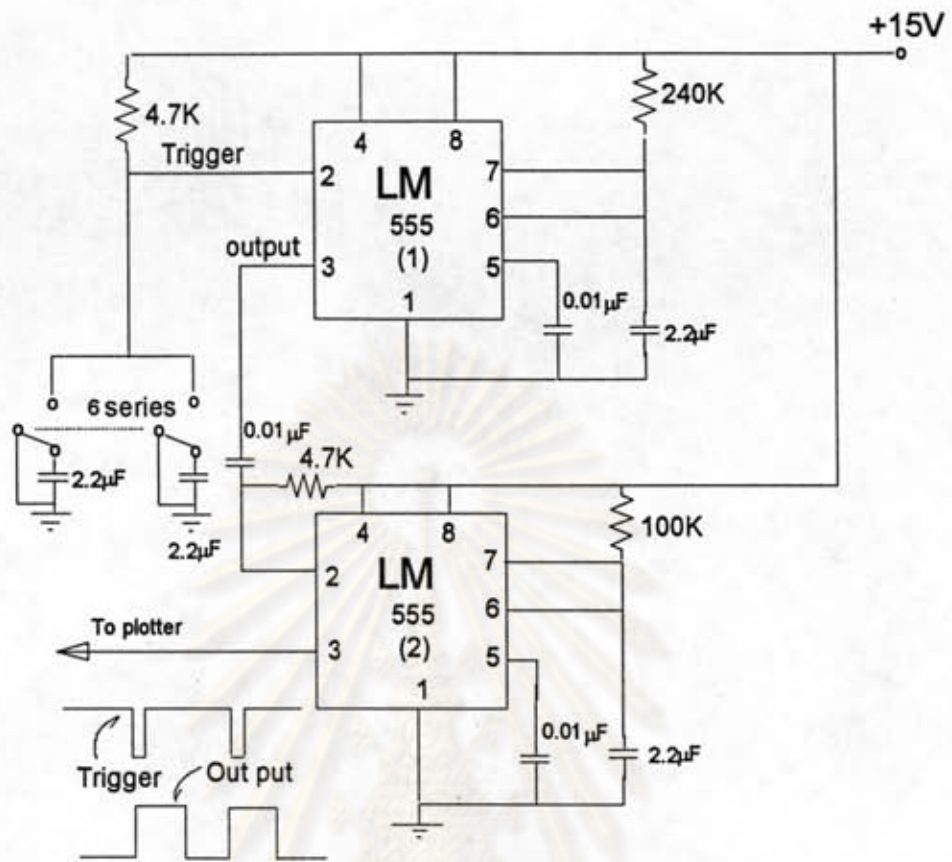 +15V
4.7K
240K
Trigger
4
8
2
LM
555
(1)
7
6
output
3
5
1
0.01µF
2.2µF
6 series
2.2µF
2.2µF
0.01µF
4.7K
100K
4
8
2
LM
555
(2)
7
6
To plotter
3
5
1
0.01µF
2.2µF
Trigger
Out put